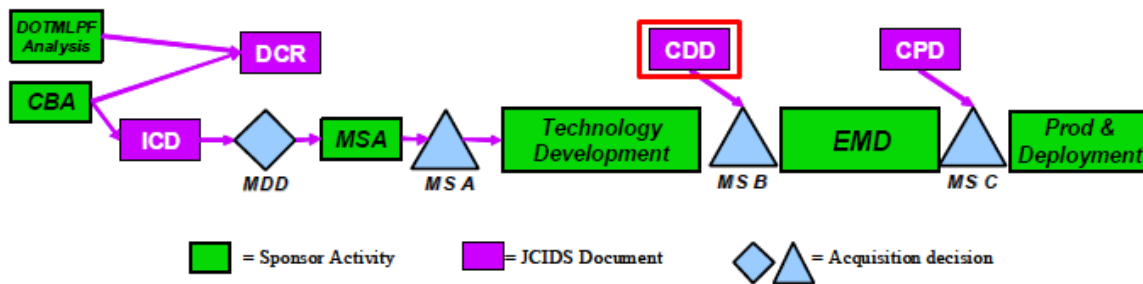 DOTMLPF
Analysis
DCR
CDD
CPD
CBA
ICD
MSA
Technology
Development
EMD
Prod &
Deployment
MDD
MS A
MS B
MS C
= Sponsor Activity
= JCIDS Document
= Acquisition decision